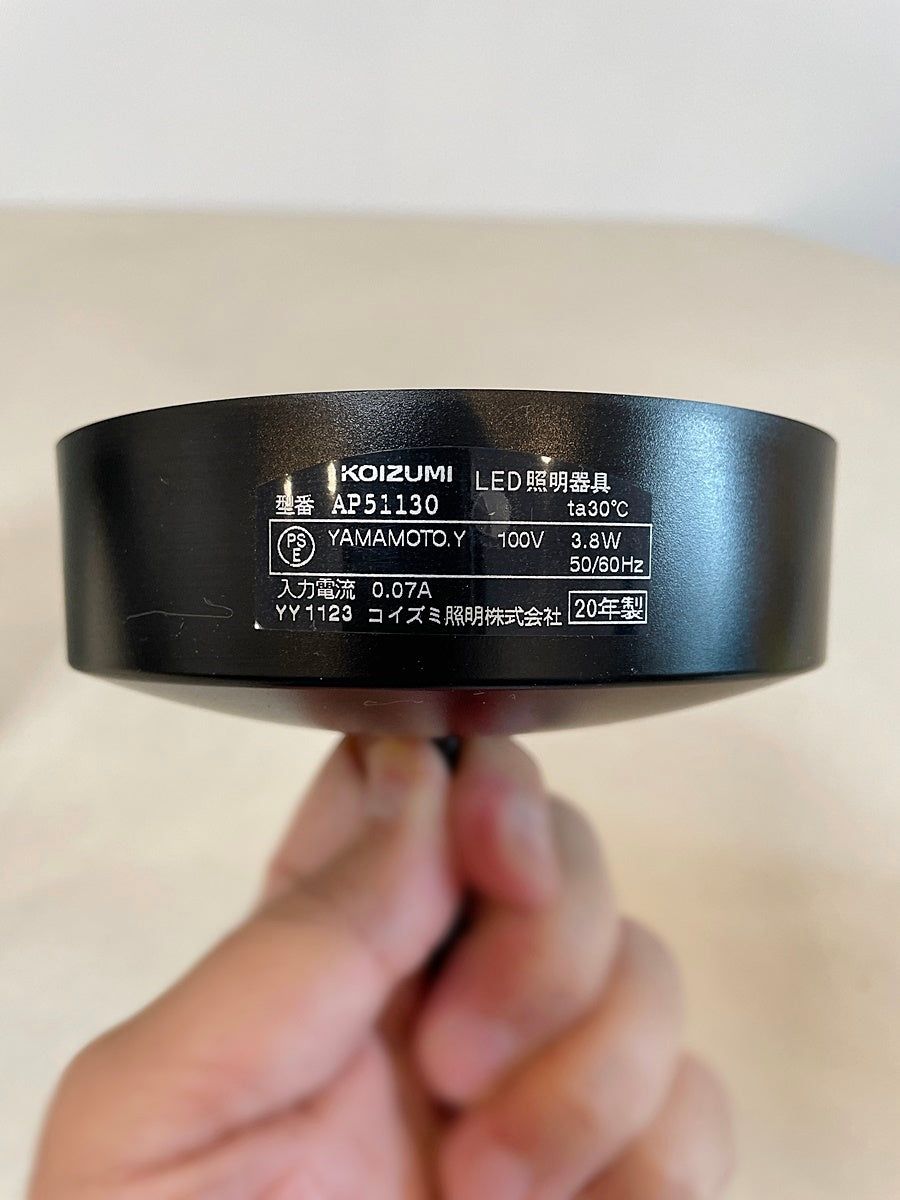 KOIZUMI LED照明器具
型番 AP51130 ta30℃
PS E YAMAMOTO.Y 100V 3.8W
50/60Hz
入力電流 0.07A
YY1123 コイズミ照明株式会社 20年製